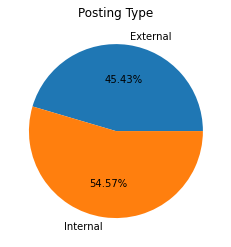 Posting Type
External
45.43%
54.57%
Internal